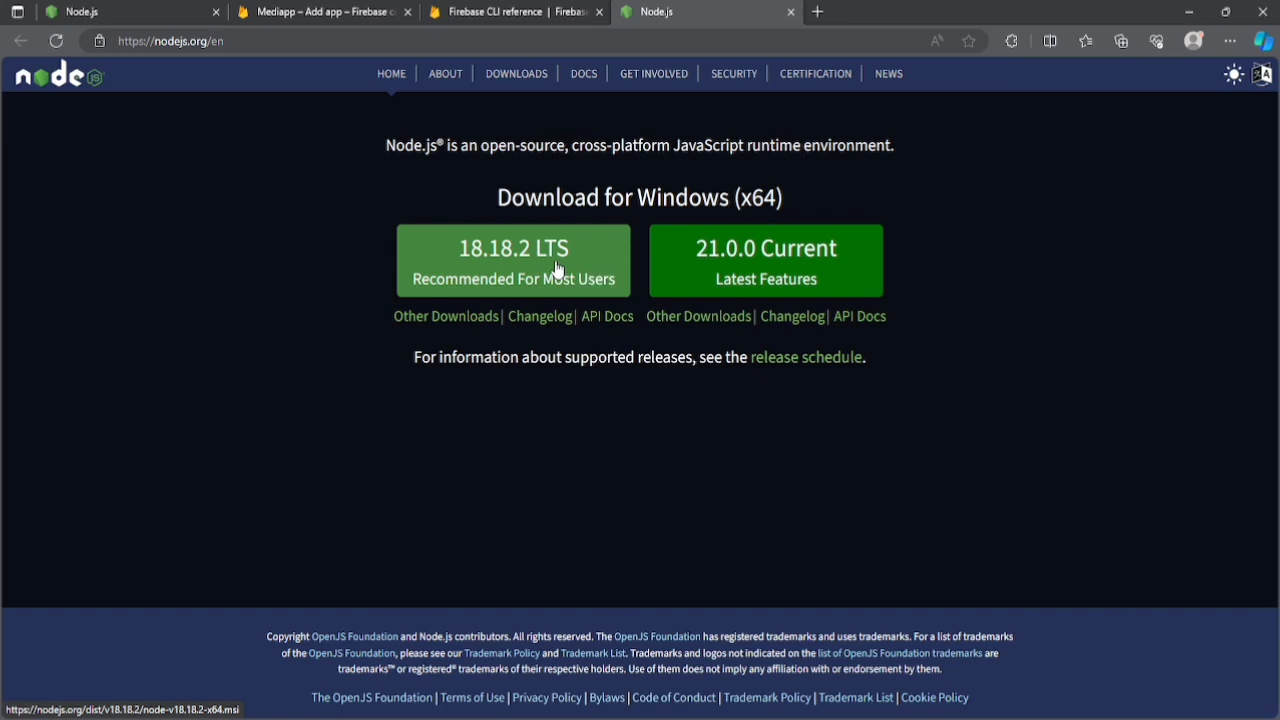 Node.js
Mediapp – Add app – Firebase c
Firebase CLI reference | Firebas
Node.js
https://nodejs.org/en
node JS
HOME
ABOUT
DOWNLOADS
DOCS
GET INVOLVED
SECURITY
CERTIFICATION
NEWS
Node.js® is an open-source, cross-platform JavaScript runtime environment.
Download for Windows (x64)
18.18.2 LTS
Recommended For Most Users
21.0.0 Current
Latest Features
Other Downloads | Changelog | API Docs
Other Downloads | Changelog | API Docs
For information about supported releases, see the release schedule.
Copyright OpenJS Foundation and Node.js contributors. All rights reserved. The OpenJS Foundation has registered trademarks and uses trademarks. For a list of trademarks
of the OpenJS Foundation, please see our Trademark Policy and Trademark List. Trademarks and logos not indicated on the list of OpenJS Foundation trademarks are
trademarks™ or registered® trademarks of their respective holders. Use of them does not imply any affiliation with or endorsement by them.
The OpenJS Foundation | Terms of Use | Privacy Policy | Bylaws | Code of Conduct | Trademark Policy | Trademark List | Cookie Policy
https://nodejs.org/dist/v18.18.2/node-v18.18.2-x64.msi